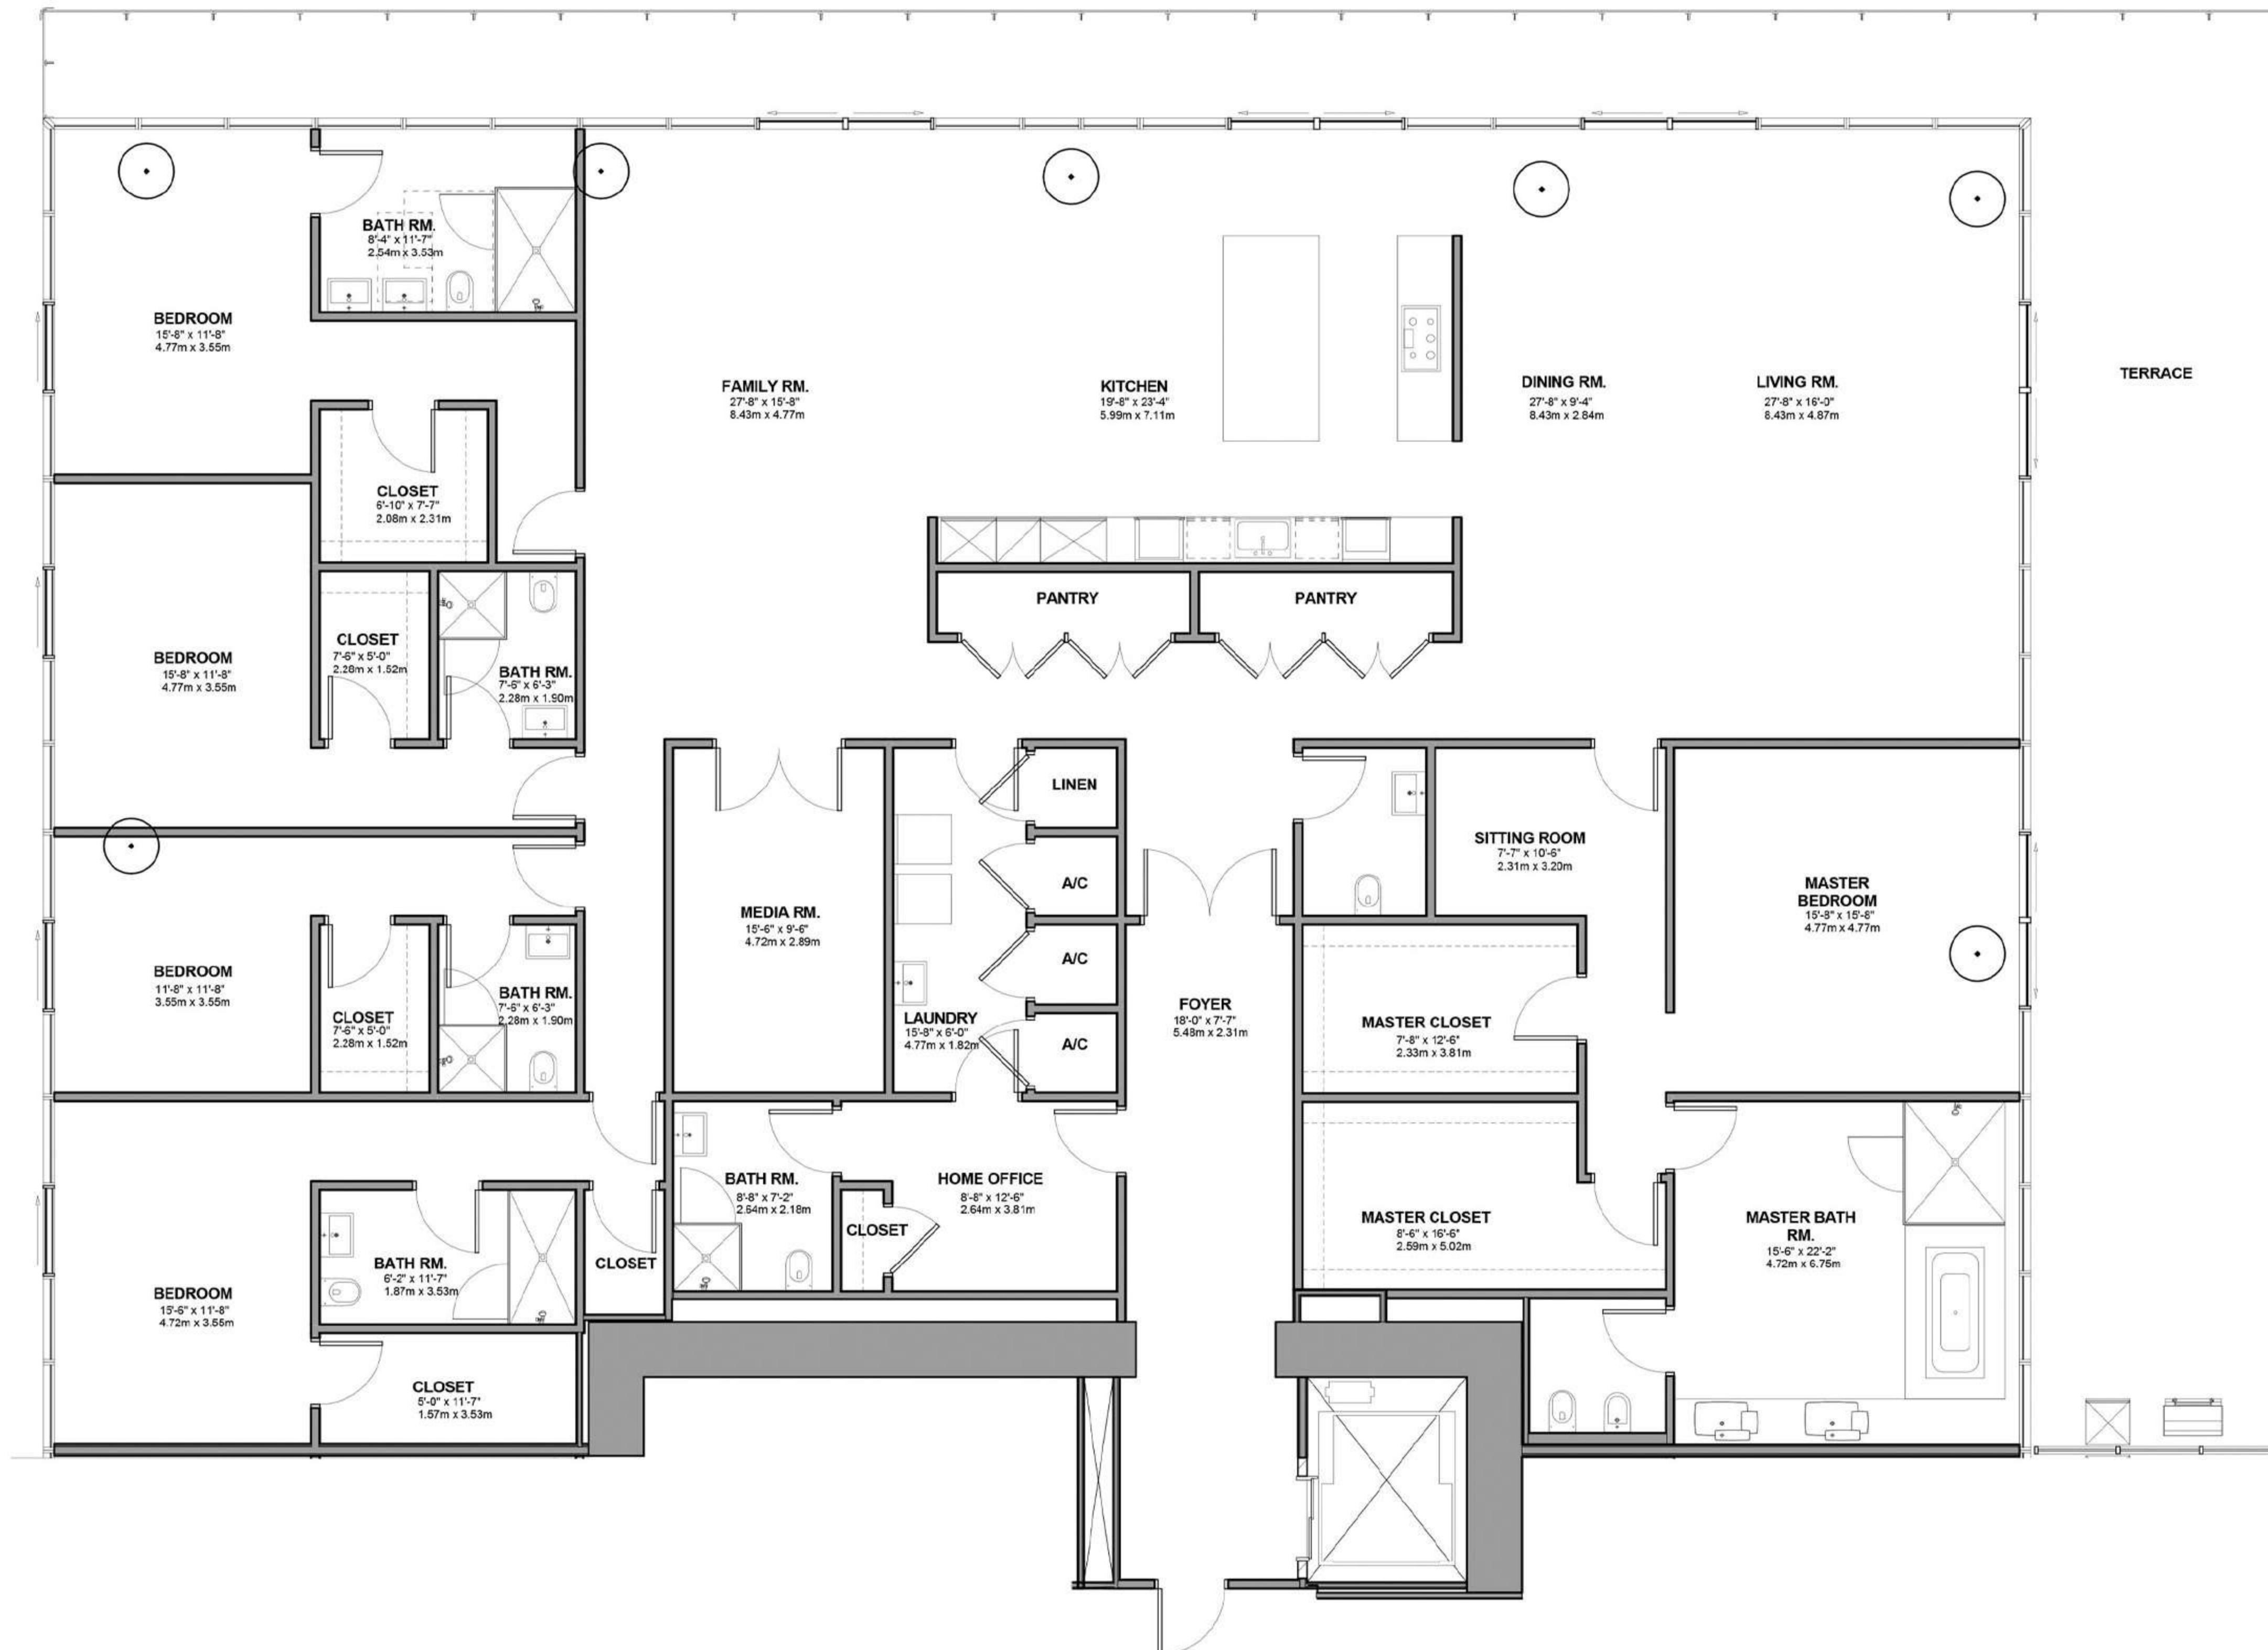 BATH RM.
8'-4" x 11'-7"
2.54m x 3.53m
BEDROOM
15'-8" x 11'-8"
4.77m x 3.55m
FAMILY RM.
27'-8" x 15'-8"
8.43m x 4.77m
KITCHEN
19'-8" x 23'-4"
5.99m x 7.11m
DINING RM.
27'-8" x 9'-4"
8.43m x 2.84m
LIVING RM.
27'-8" x 16'-0"
8.43m x 4.87m
TERRACE
CLOSET
6'-10" x 7'-7"
2.08m x 2.31m
PANTRY
PANTRY
CLOSET
7'-6" x 5'-0"
2.28m x 1.52m
BEDROOM
15'-8" x 11'-8"
4.77m x 3.55m
BATH RM.
7'-6" x 6'-3"
2.28m x 1.90m
LINEN
SITTING ROOM
7'-7" x 10'-6"
2.31m x 3.20m
A/C
MASTER
BEDROOM
15'-8" x 15'-8"
4.77m x 4.77m
MEDIA RM.
15'-6" x 9'-6"
4.72m x 2.89m
A/C
BEDROOM
11'-8" x 11'-8"
3.55m x 3.55m
BATH RM.
7'-6" x 6'-3"
2.28m x 1.90m
CLOSET
7'-6" x 5'-0"
2.28m x 1.52m
LAUNDRY
15'-8" x 6'-0"
4.77m x 1.82m
A/C
FOYER
18'-0" x 7'-7"
5.48m x 2.31m
MASTER CLOSET
7'-8" x 12'-6"
2.33m x 3.81m
BATH RM.
8'-8" x 7'-2"
2.64m x 2.18m
HOME OFFICE
8'-8" x 12'-6"
2.64m x 3.81m
CLOSET
MASTER CLOSET
8'-6" x 16'-6"
2.59m x 5.02m
MASTER BATH
RM.
15'-6" x 22'-2"
4.72m x 6.75m
BATH RM.
6'-2" x 11'-7"
1.87m x 3.53m
CLOSET
BEDROOM
15'-6" x 11'-8"
4.72m x 3.55m
CLOSET
5'-0" x 11'-7"
1.57m x 3.53m